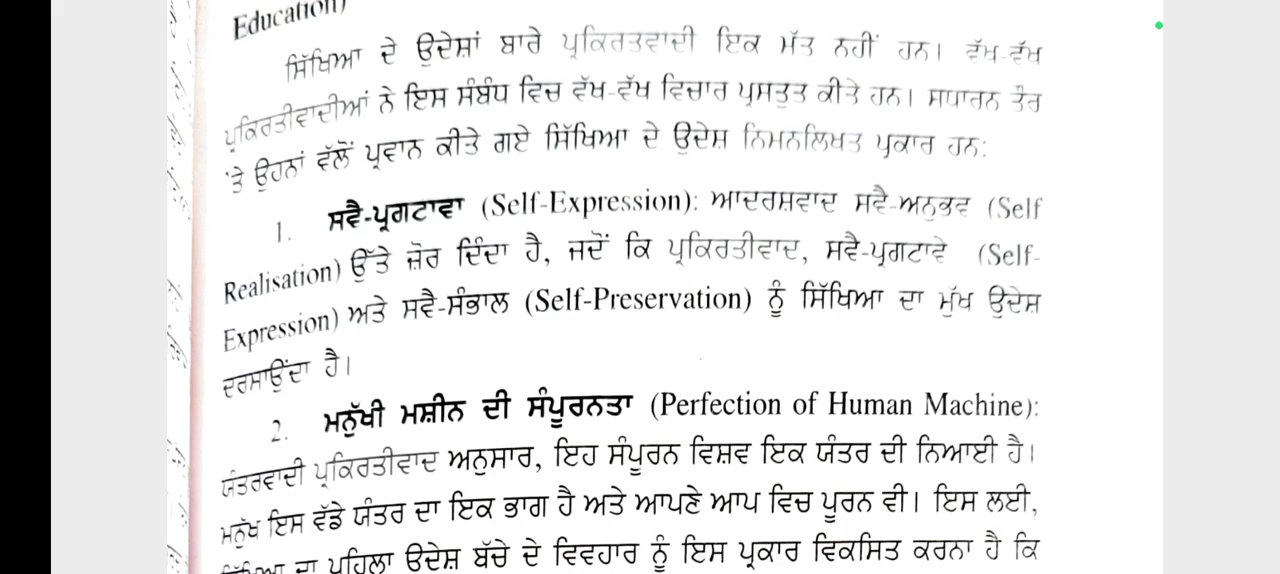 Education)
ਸਿੱਖਿਆ ਦੇ ਉਦੇਸ਼ਾਂ ਬਾਰੇ ਪ੍ਰਕਿਰਤਵਾਦੀ ਇਕ ਮੱਤ ਨਹੀਂ ਹਨ। ਵੱਖ-ਵੱਖ
ਪ੍ਰਕਿਰਤੀਵਾਦੀਆਂ ਨੇ ਇਸ ਸੰਬੰਧ ਵਿਚ ਵੱਖ-ਵੱਖ ਵਿਚਾਰ ਪ੍ਰਸਤੁਤ ਕੀਤੇ ਹਨ। ਸਧਾਰਨ ਤੌਰ
'ਤੇ ਉਹਨਾਂ ਵੱਲੋਂ ਪ੍ਰਵਾਨ ਕੀਤੇ ਗਏ ਸਿੱਖਿਆ ਦੇ ਉਦੇਸ਼ ਨਿਮਨਲਿਖਤ ਪ੍ਰਕਾਰ ਹਨ:
1. ਸਵੈ-ਪ੍ਰਗਟਾਵਾ (Self-Expression): ਆਦਰਸ਼ਵਾਦ ਸਵੈ-ਅਨੁਭਵ (Self
Realisation) ਉੱਤੇ ਜ਼ੋਰ ਦਿੰਦਾ ਹੈ, ਜਦੋਂ ਕਿ ਪ੍ਰਕਿਰਤੀਵਾਦ, ਸਵੈ-ਪ੍ਰਗਟਾਵੇ (Self-
Expression) ਅਤੇ ਸਵੈ-ਸੰਭਾਲ (Self-Preservation) ਨੂੰ ਸਿੱਖਿਆ ਦਾ ਮੁੱਖ ਉਦੇਸ਼
ਦਰਸਾਉਂਦਾ ਹੈ।
2. ਮਨੁੱਖੀ ਮਸ਼ੀਨ ਦੀ ਸੰਪੂਰਨਤਾ (Perfection of Human Machine):
ਯੰਤਰਵਾਦੀ ਪ੍ਰਕਿਰਤੀਵਾਦ ਅਨੁਸਾਰ, ਇਹ ਸੰਪੂਰਨ ਵਿਸ਼ਵ ਇਕ ਯੰਤਰ ਦੀ ਨਿਆਈ ਹੈ।
ਮਨੁੱਖ ਇਸ ਵੱਡੇ ਯੰਤਰ ਦਾ ਇਕ ਭਾਗ ਹੈ ਅਤੇ ਆਪਣੇ ਆਪ ਵਿਚ ਪੂਰਨ ਵੀ। ਇਸ ਲਈ,
ਦਾ ਪਹਿਲਾ ਉਦੇਸ਼ ਬੱਚੇ ਦੇ ਵਿਵਹਾਰ ਨੂੰ ਇਸ ਪ੍ਰਕਾਰ ਵਿਕਸਿਤ ਕਰਨਾ ਹੈ ਕਿ